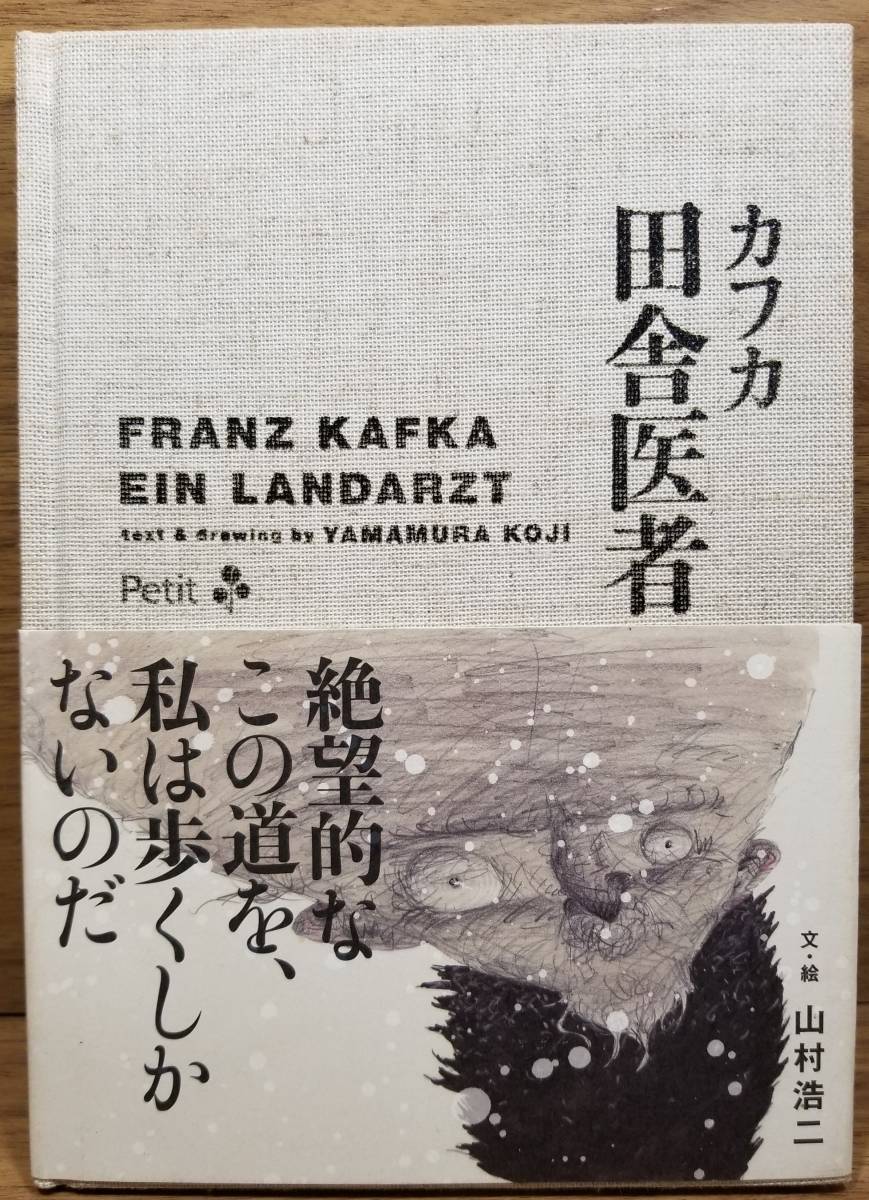 カフカ
田舎医者
FRANZ KAFKA
EIN LANDARZT
text & drawing by YAMAMURA KOJI
Petit
絶望的な
この道を、
私は歩くしか
ないのだ
文・絵 山村浩二